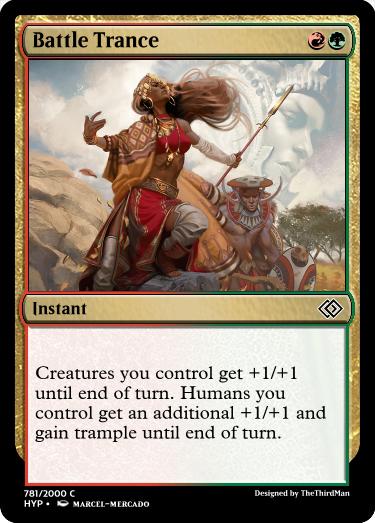 Battle Trance
Instant
Creatures you control get +1/+1
until end of turn. Humans you
control get an additional +1/+1 and
gain trample until end of turn.
781/2000 C
Designed by TheThirdMan
HYP • MARCEL-MERCADO